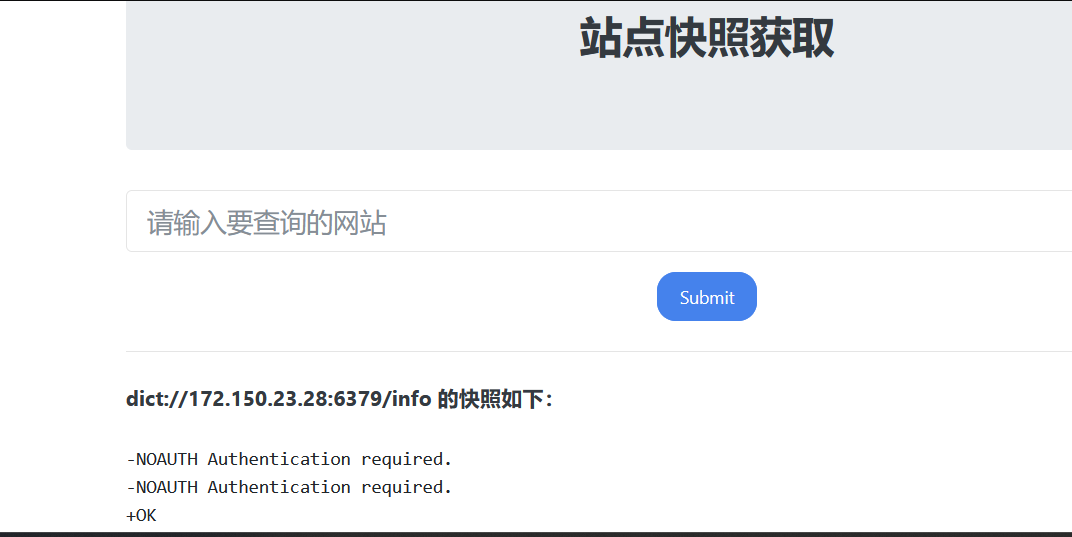 站点快照获取
请输入要查询的网站
Submit
dict://172.150.23.28:6379/info 的快照如下：
-NOAUTH Authentication required.
-NOAUTH Authentication required.
+OK